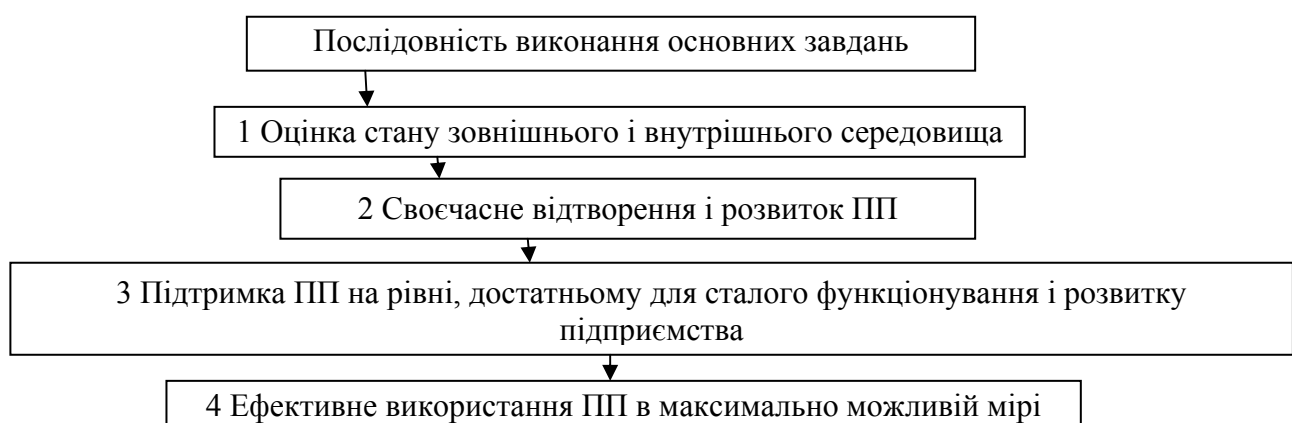 Послідовність виконання основних завдань
1 Оцінка стану зовнішнього і внутрішнього середовища
2 Своєчасне відтворення і розвиток ПП
3 Підтримка ПП на рівні, достатньому для сталого функціонування і розвитку
підприємства
4 Ефективне використання ПП в максимально можливій мірі